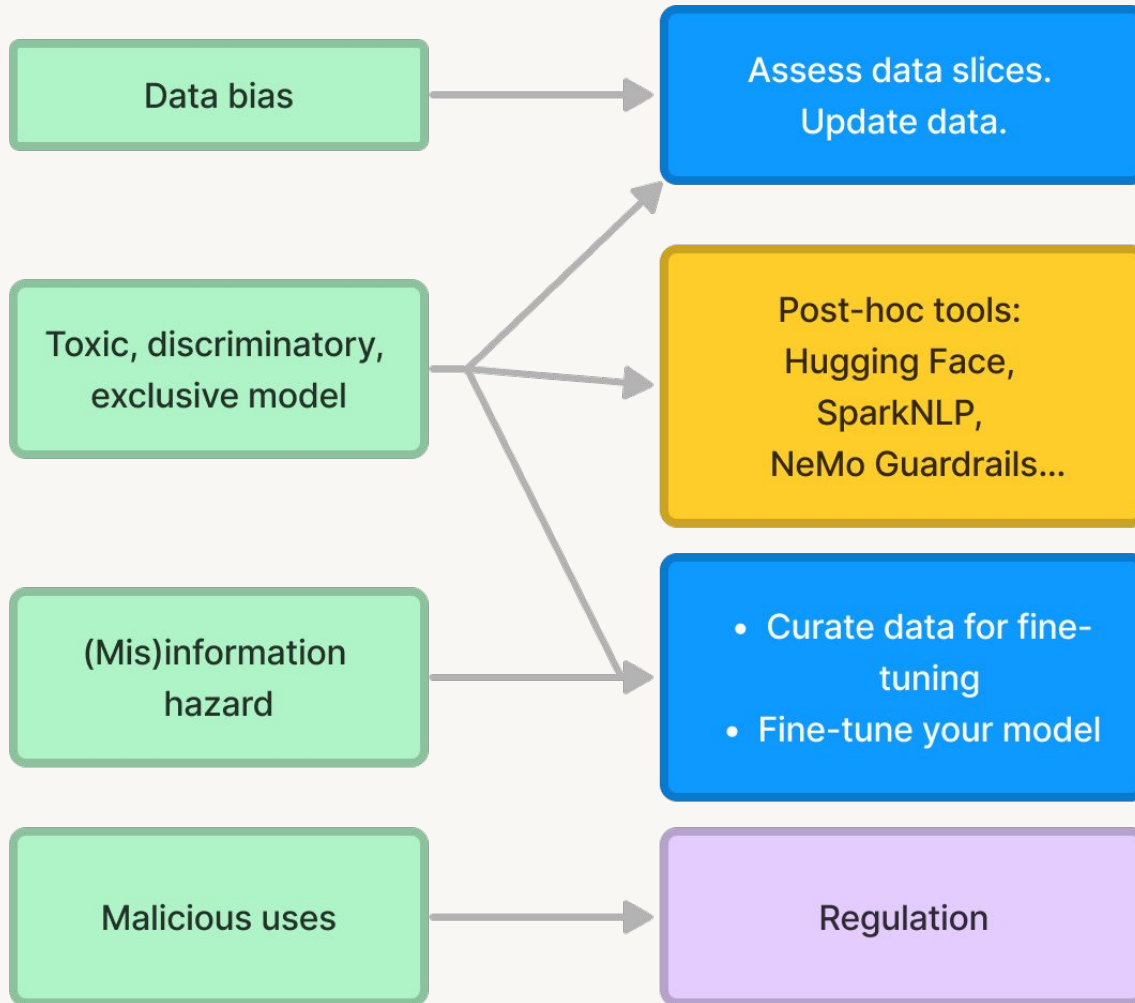 Data bias
Assess data slices.
Update data.
Toxic, discriminatory,
exclusive model
Post-hoc tools:
Hugging Face,
SparkNLP,
NeMo Guardrails...
(Mis)information
hazard
• Curate data for fine-
tuning
• Fine-tune your model
Malicious uses
Regulation